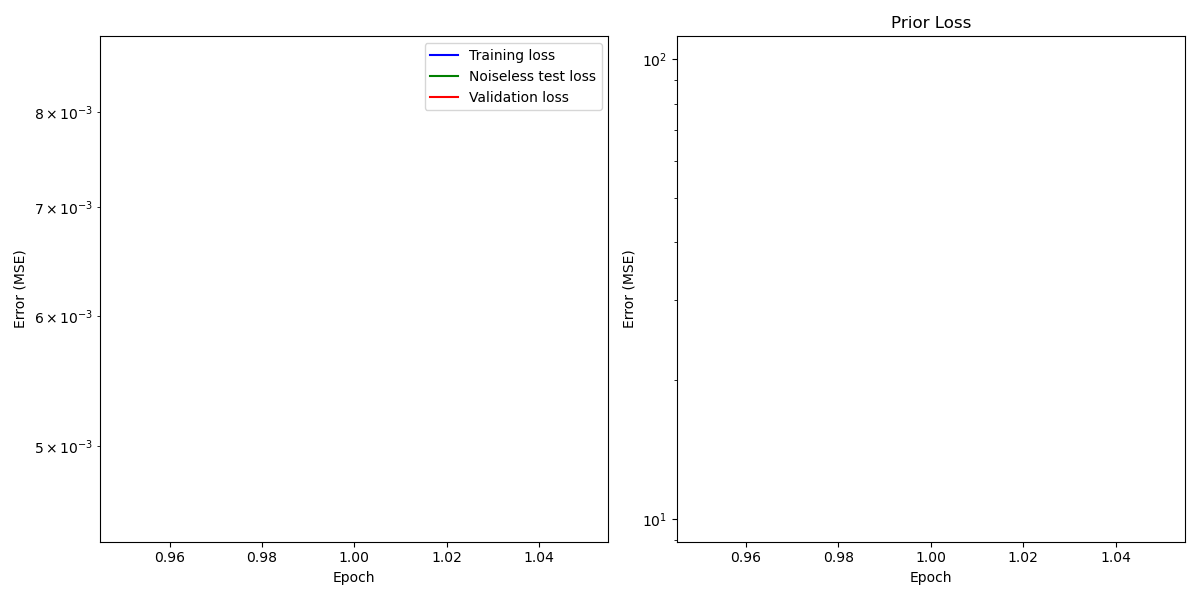 Training loss
Noiseless test loss
Validation loss
8 × 10⁻³
7 × 10⁻³
6 × 10⁻³
5 × 10⁻³
Error (MSE)
0.96 0.98 1.00 1.02 1.04
Epoch
Prior Loss
10²
10¹
Error (MSE)
0.96 0.98 1.00 1.02 1.04
Epoch